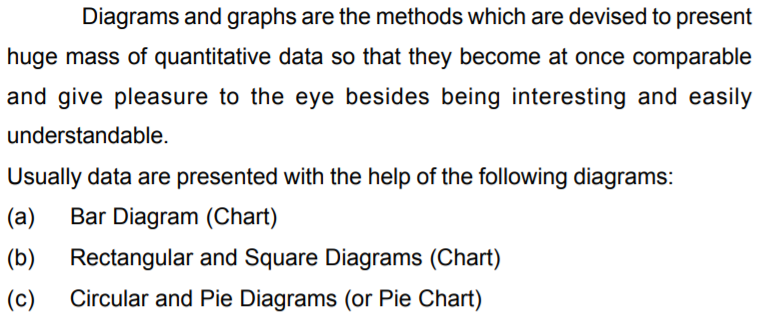 Diagrams and graphs are the methods which are devised to present
huge mass of quantitative data so that they become at once comparable
and give pleasure to the eye besides being interesting and easily
understandable.
Usually data are presented with the help of the following diagrams:
(a) Bar Diagram (Chart)
(b) Rectangular and Square Diagrams (Chart)
(c) Circular and Pie Diagrams (or Pie Chart)